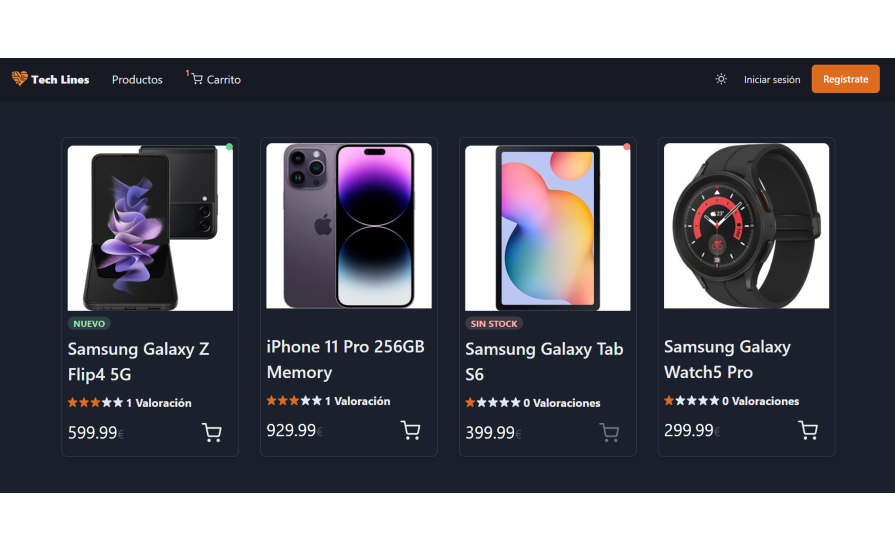 Tech Lines
Productos
1
Carrito
Iniciar sesión
Regístrate
NUEVO
Samsung Galaxy Z
Flip4 5G
1 Valoración
599.99€
iPhone 11 Pro 256GB
Memory
1 Valoración
929.99€
SIN STOCK
Samsung Galaxy Tab
S6
0 Valoraciones
399.99€
Samsung Galaxy
Watch5 Pro
0 Valoraciones
299.99€